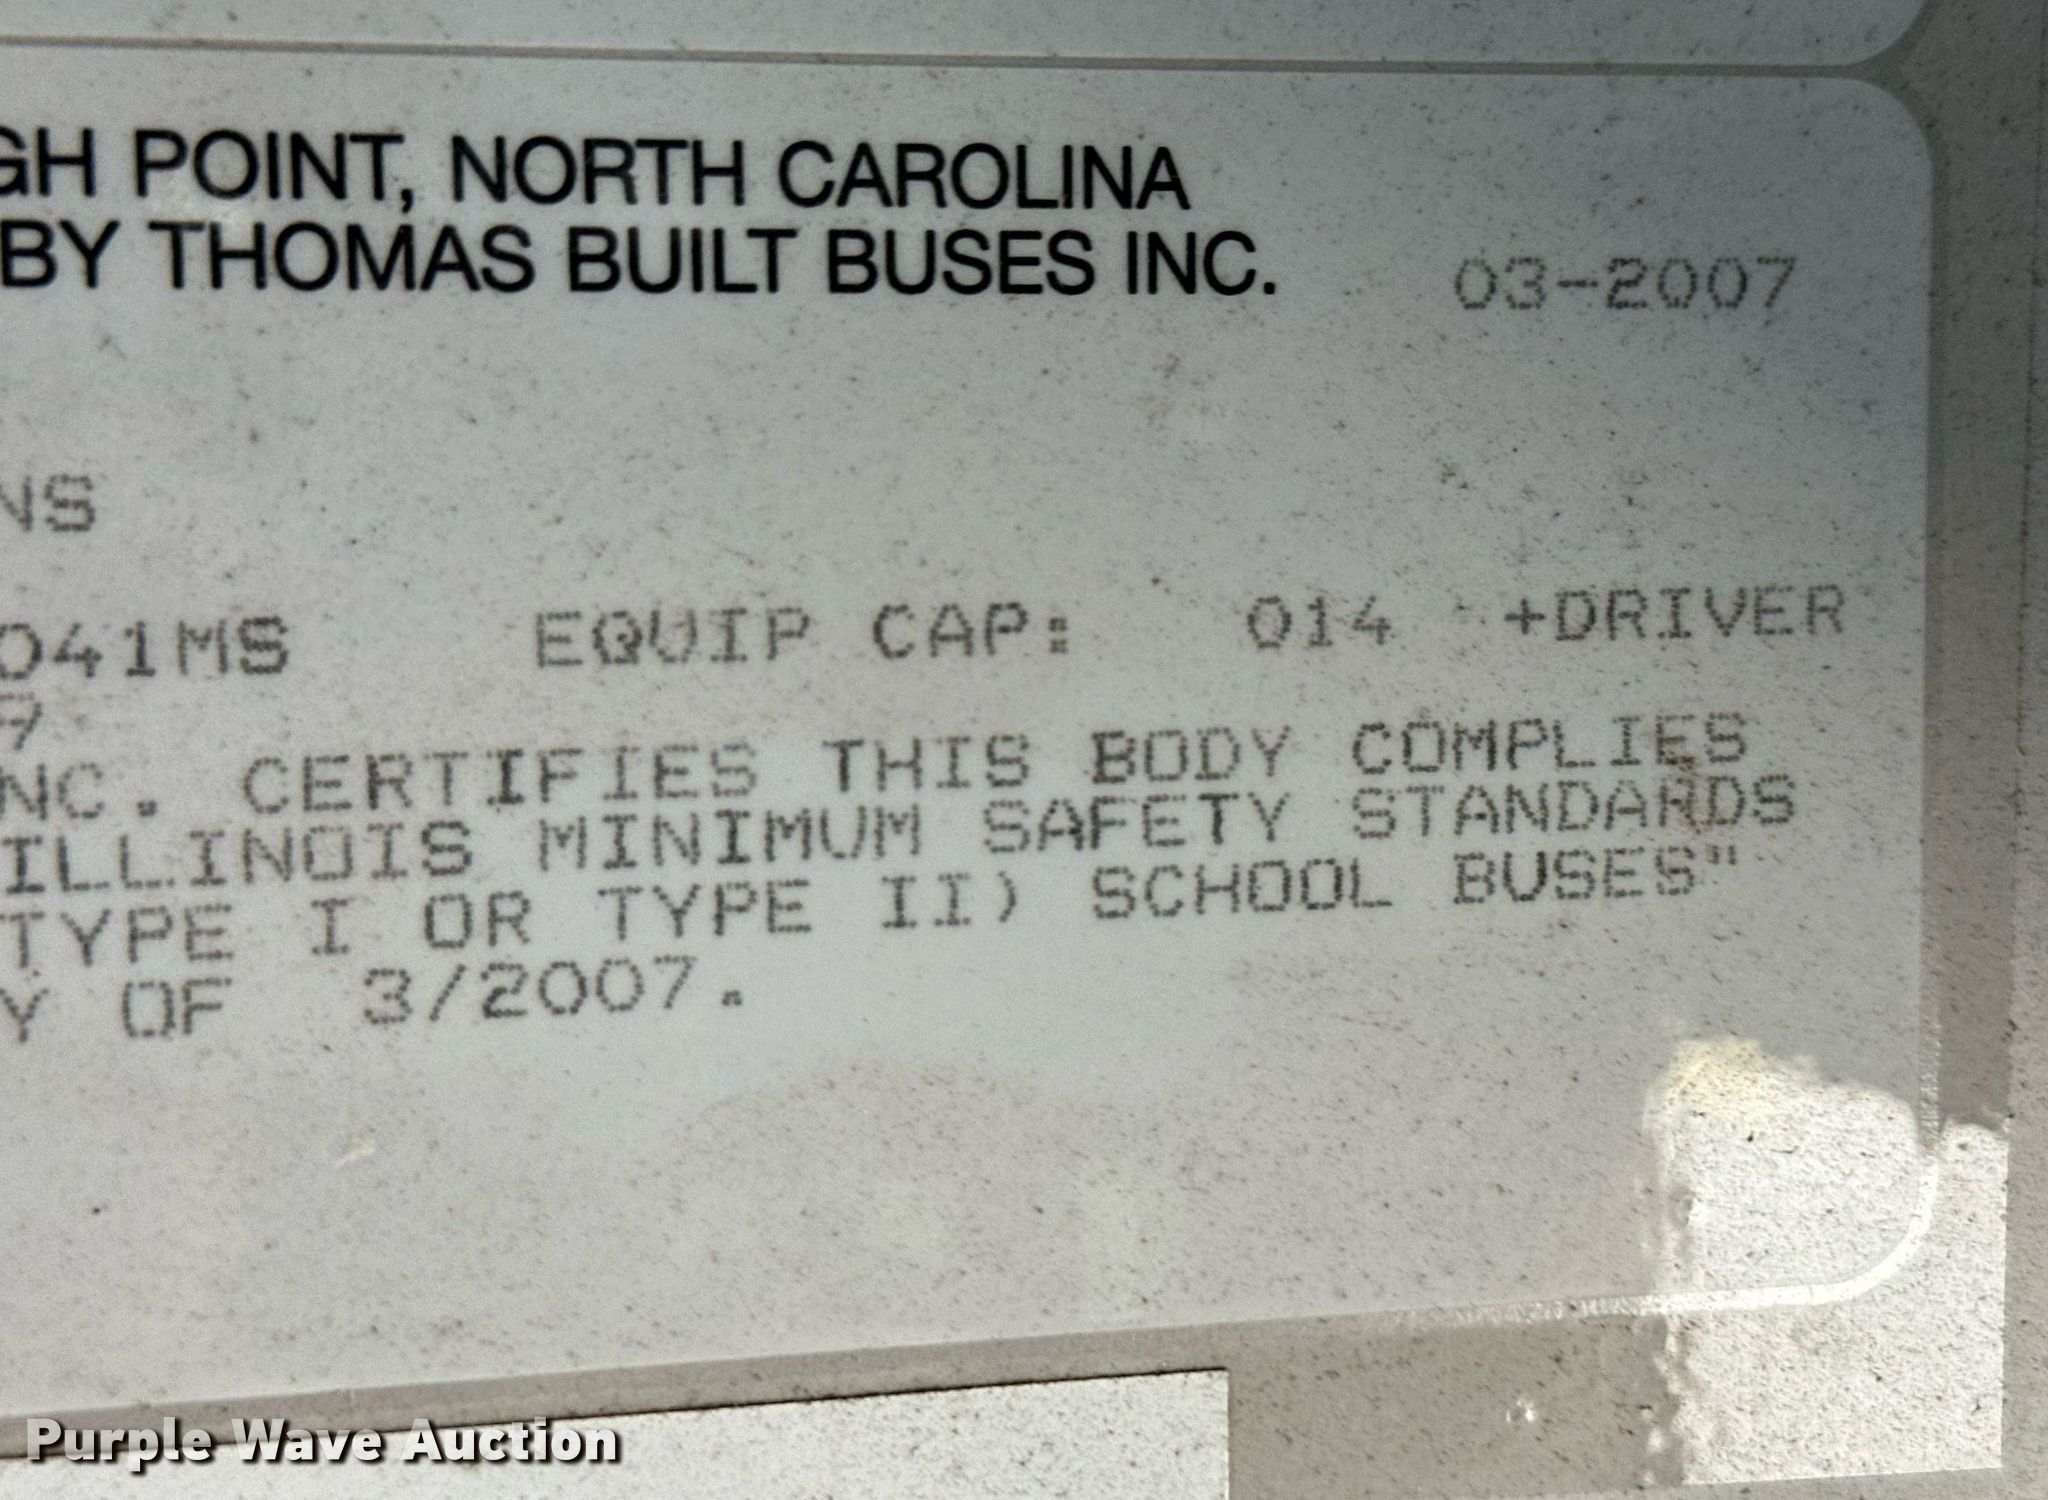 GH POINT, NORTH CAROLINA
BY THOMAS BUILT BUSES INC. 03-2007
NS
041MS EQUIP CAP: 014 +DRIVER
7
NC. CERTIFIES THIS BODY COMPLIES
ILLINOIS MINIMUM SAFETY STANDARDS
TYPE I OR TYPE II) SCHOOL BUSES"
Y OF 3/2007.
Purple Wave Auction